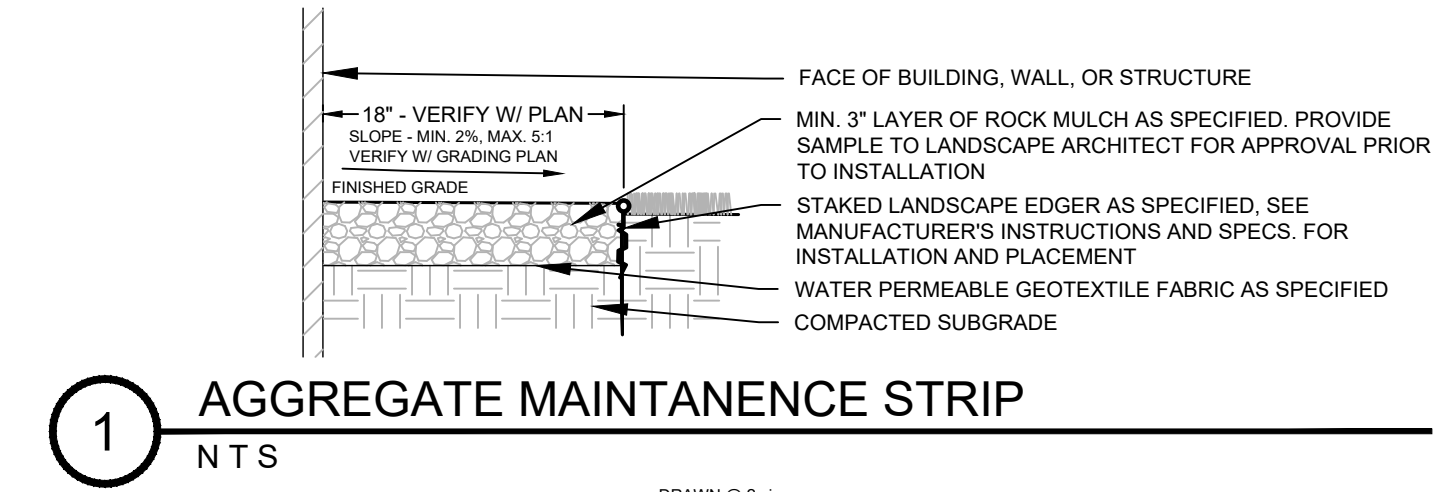 FACE OF BUILDING, WALL, OR STRUCTURE
18" - VERIFY W/ PLAN
SLOPE - MIN. 2%, MAX. 5:1
VERIFY W/ GRADING PLAN
FINISHED GRADE
MIN. 3" LAYER OF ROCK MULCH AS SPECIFIED. PROVIDE
SAMPLE TO LANDSCAPE ARCHITECT FOR APPROVAL PRIOR
TO INSTALLATION
STAKED LANDSCAPE EDGER AS SPECIFIED, SEE
MANUFACTURER'S INSTRUCTIONS AND SPECS. FOR
INSTALLATION AND PLACEMENT
WATER PERMEABLE GEOTEXTILE FABRIC AS SPECIFIED
COMPACTED SUBGRADE
1
AGGREGATE MAINTANENCE STRIP
N T S